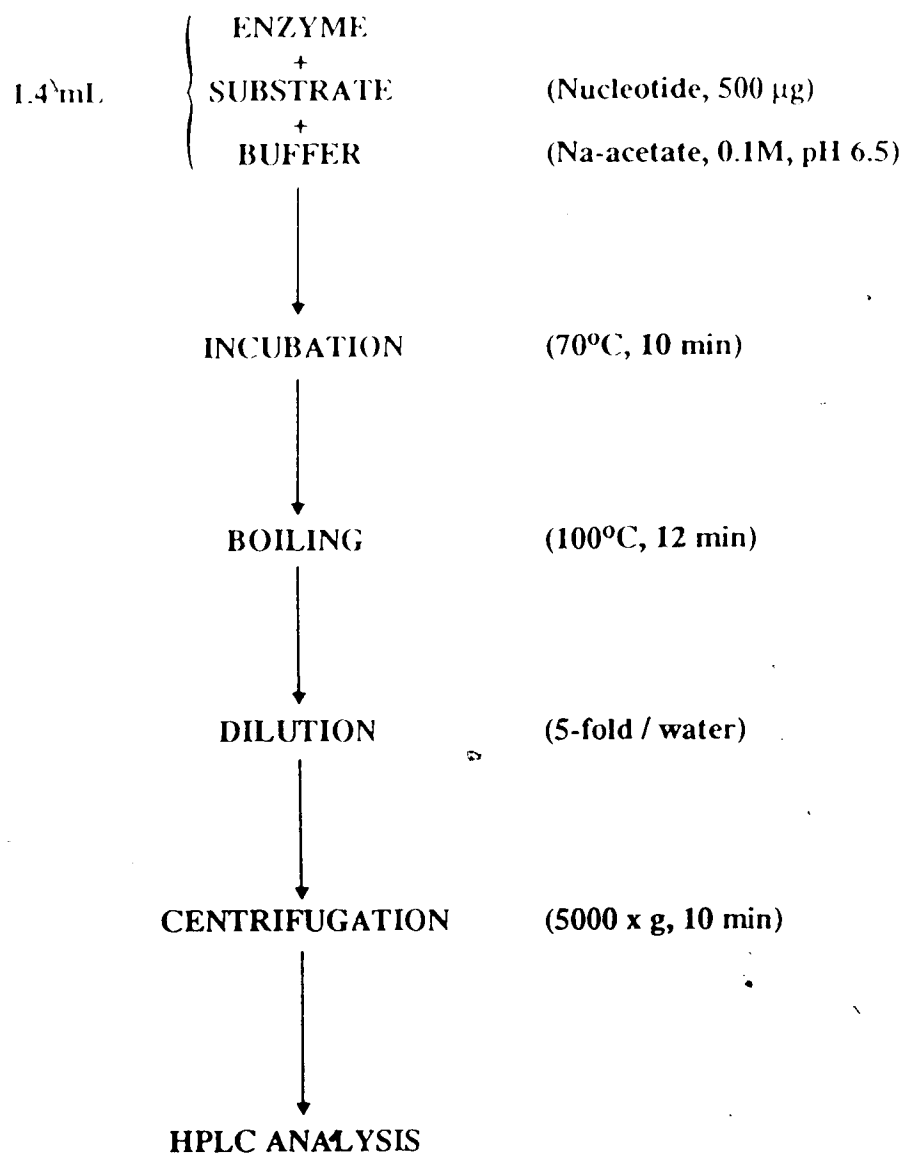 ENZYME
+
1.4 mL SUBSTRATE (Nucleotide, 500 µg)
+
BUFFER (Na-acetate, 0.1M, pH 6.5)
INCUBATION (70°C, 10 min)
BOILING (100°C, 12 min)
DILUTION (5-fold / water)
CENTRIFUGATION (5000 x g, 10 min)
HPLC ANALYSIS